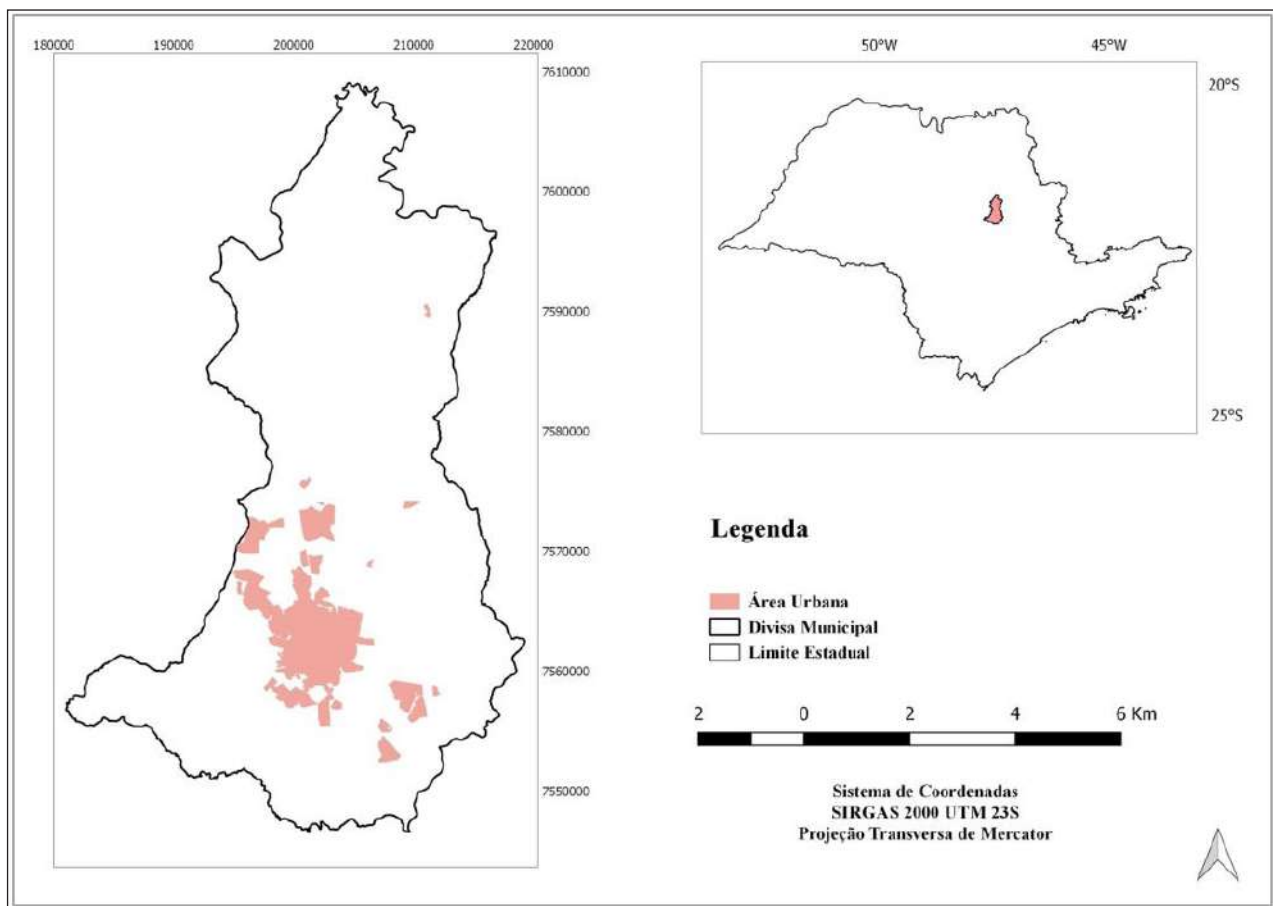 180000 190000 200000 210000 220000
7610000
7600000
7590000
7580000
7570000
7560000
7550000
50°W 45°W
20°S
25°S
Legenda
Área Urbana
Divisa Municipal
Limite Estadual
2 0 2 4 6 Km
Sistema de Coordenadas
SIRGAS 2000 UTM 23S
Projeção Transversa de Mercator